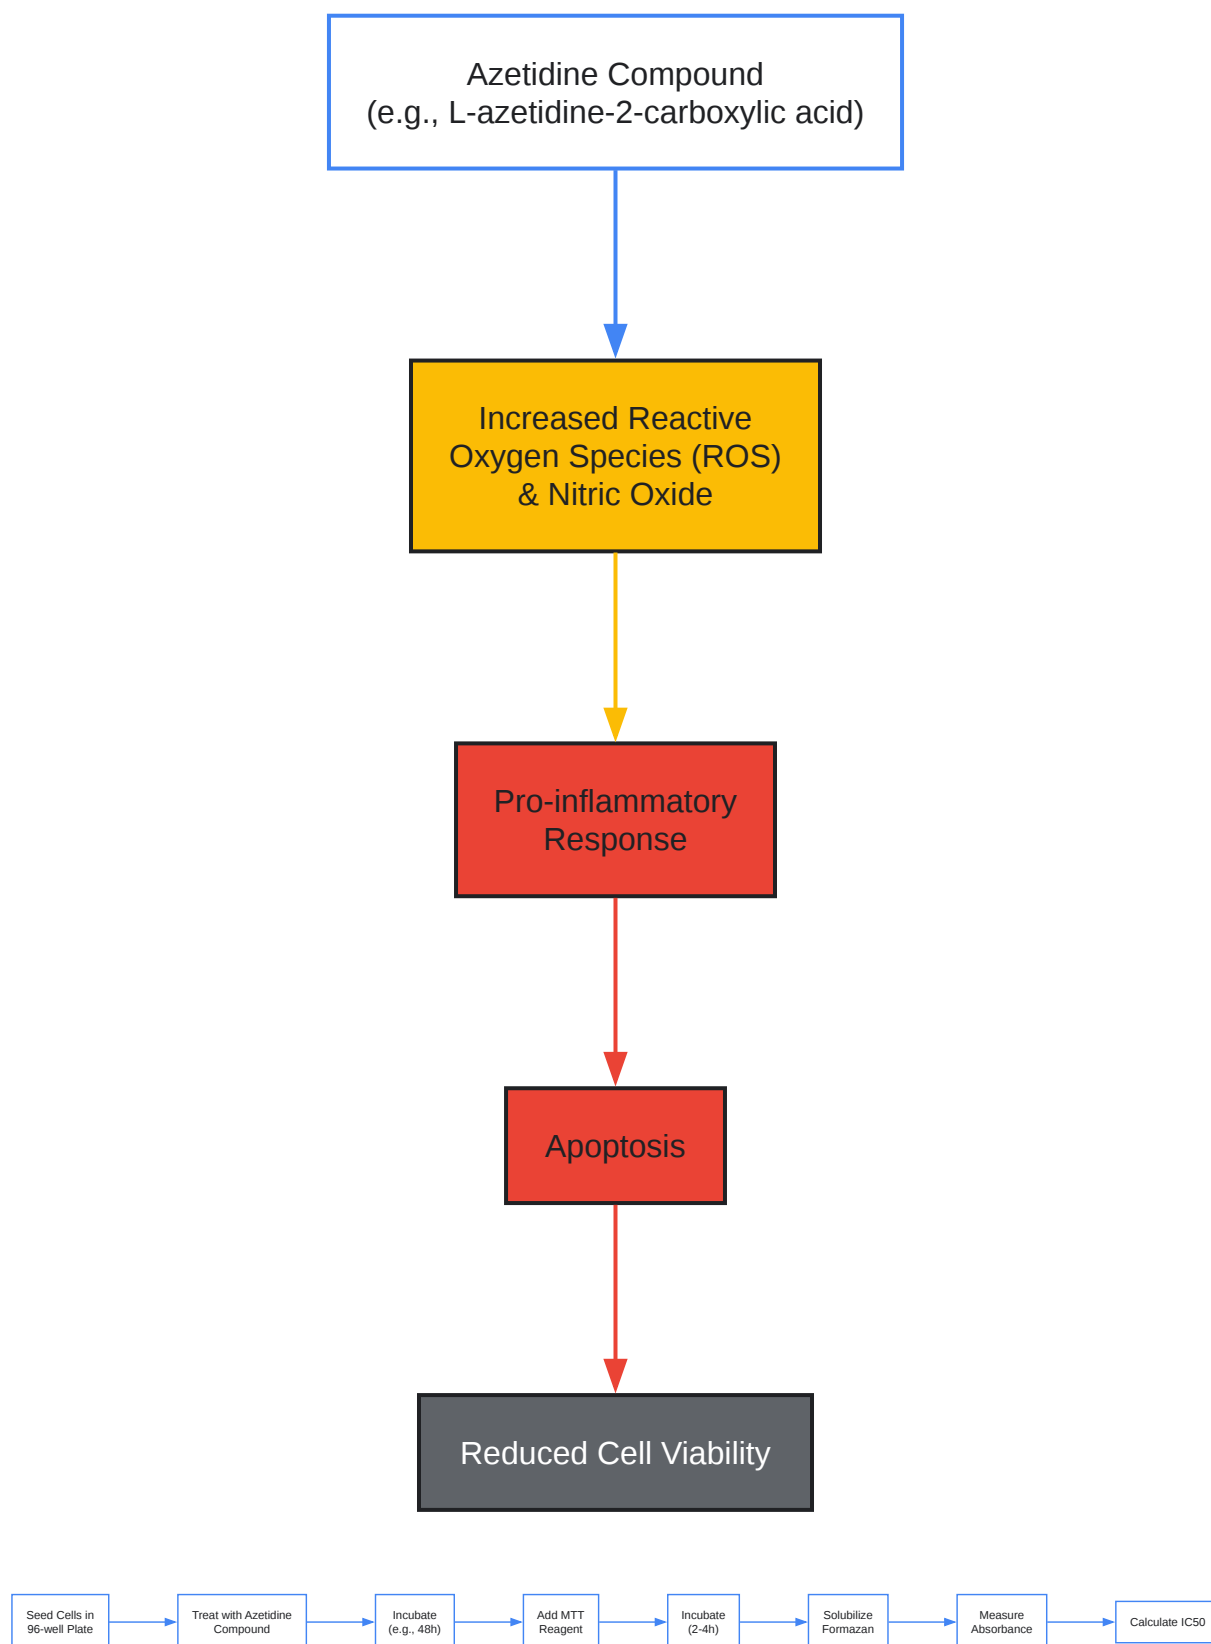 Azetidine Compound
(e.g., L-azetidine-2-carboxylic acid)
Increased Reactive
Oxygen Species (ROS)
& Nitric Oxide
Pro-inflammatory
Response
Apoptosis
Reduced Cell Viability
Seed Cells in
96-well Plate
Treat with Azetidine
Compound
Incubate
(e.g., 48h)
Add MTT
Reagent
Incubate
(2-4h)
Solubilize
Formazan
Measure
Absorbance
Calculate IC50